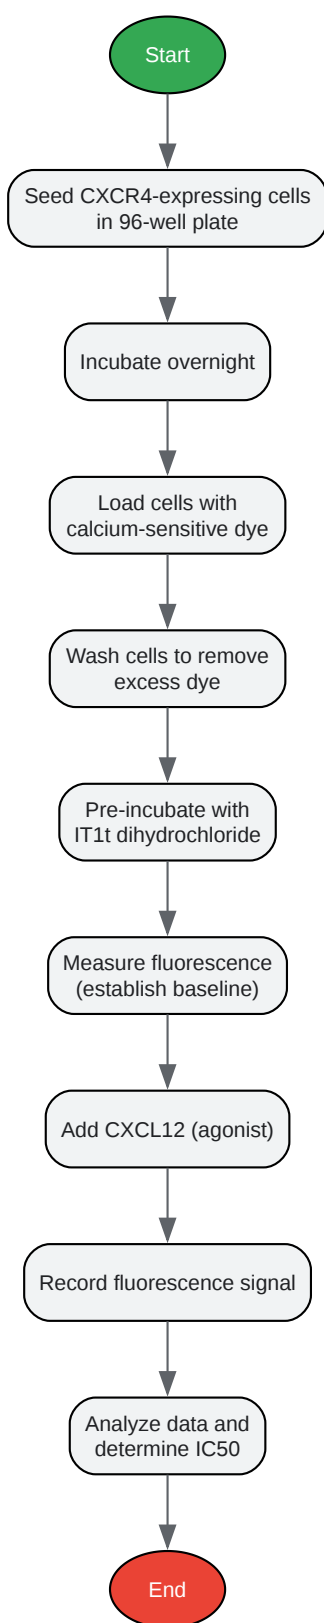 Start
Seed CXCR4-expressing cells
in 96-well plate
Incubate overnight
Load cells with
calcium-sensitive dye
Wash cells to remove
excess dye
Pre-incubate with
IT1t dihydrochloride
Measure fluorescence
(establish baseline)
Add CXCL12 (agonist)
Record fluorescence signal
Analyze data and
determine IC50
End